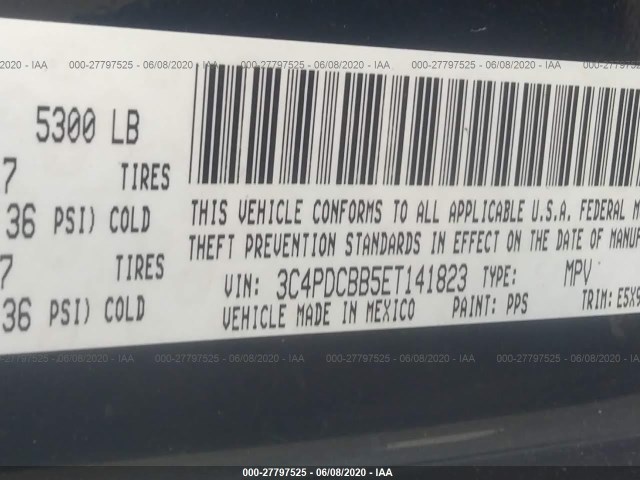 000-27797525 - 06/08/2020 - IAA
5300 LB
7 TIRES
36 PSI) COLD
7 TIRES
36 PSI) COLD
THIS VEHICLE CONFORMS TO ALL APPLICABLE U.S.A. FEDERAL M
THEFT PREVENTION STANDARDS IN EFFECT ON THE DATE OF MANU
VIN: 3C4PDCBB5ET141823 TYPE: MPV
VEHICLE MADE IN MEXICO PAINT: PPS TRIM: E5X9
000-27797525 - 06/08/2020 - IAA
000-27797525 - 06/08/2020 - IAA